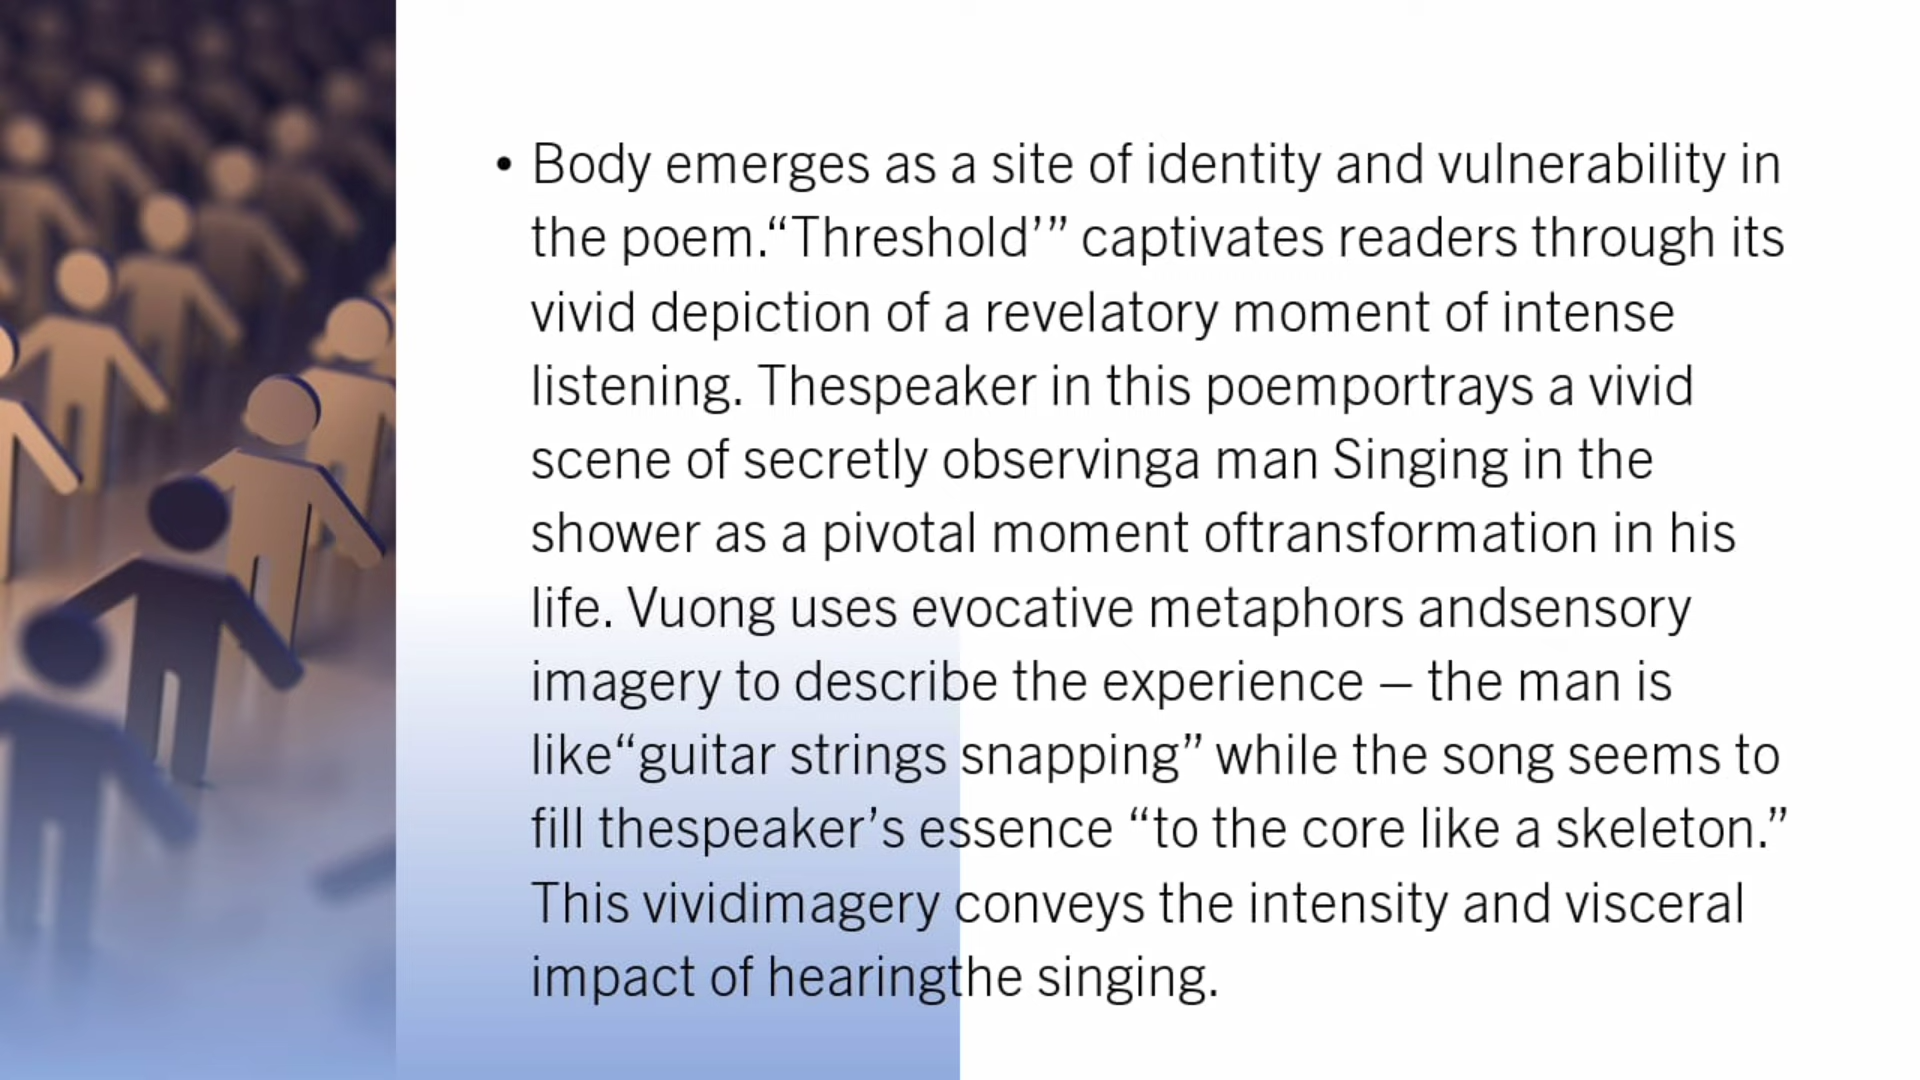 • Body emerges as a site of identity and vulnerability in
the poem.“Threshold’” captivates readers through its
vivid depiction of a revelatory moment of intense
listening. Thespeaker in this poemportrays a vivid
scene of secretly observinga man Singing in the
shower as a pivotal moment oftransformation in his
life. Vuong uses evocative metaphors andsensory
imagery to describe the experience – the man is
like“guitar strings snapping” while the song seems to
fill thespeaker’s essence “to the core like a skeleton.”
This vividimagery conveys the intensity and visceral
impact of hearingthe singing.